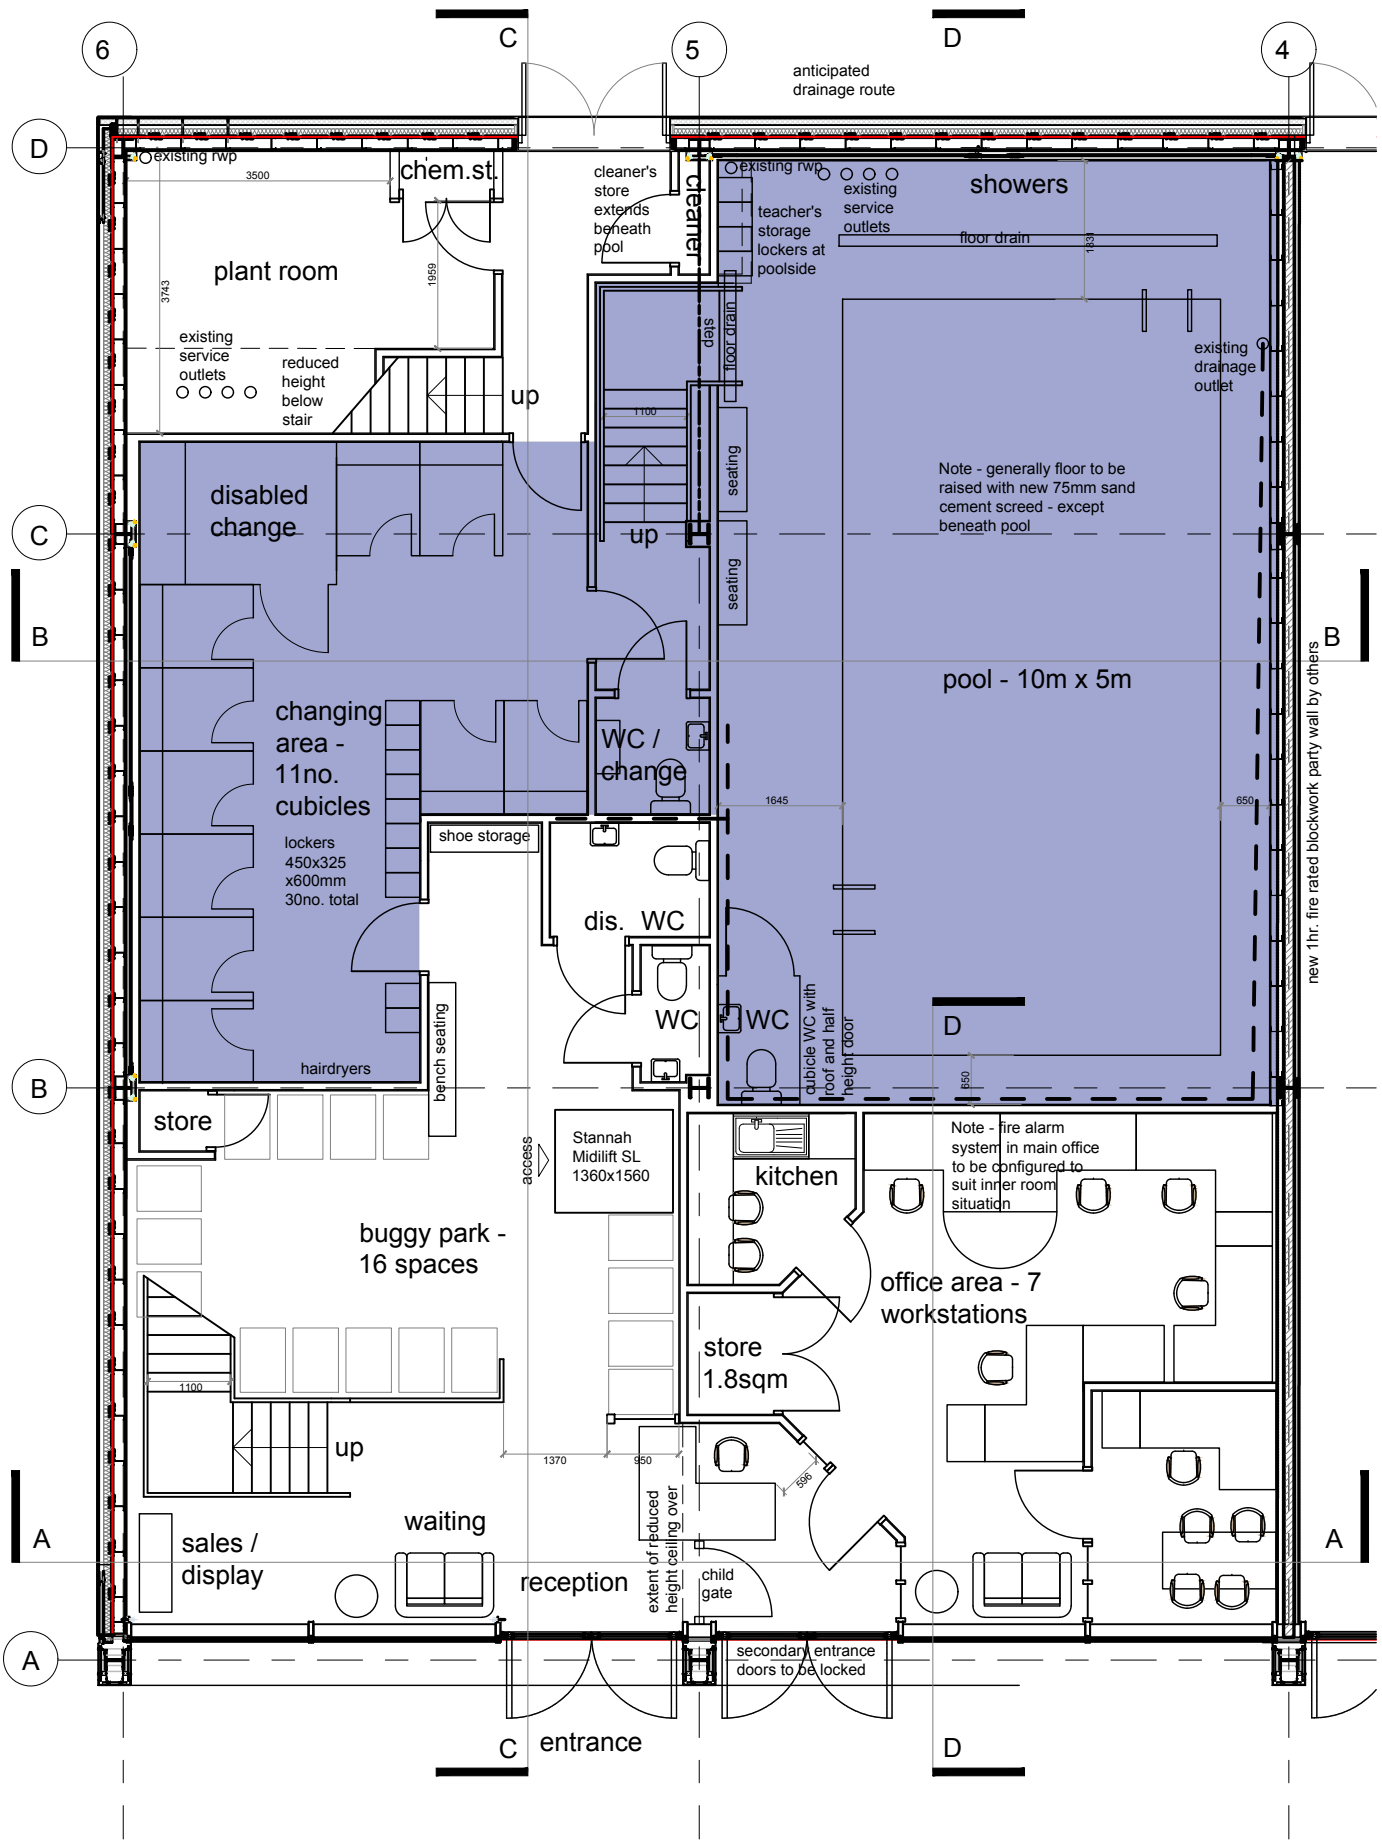 C
D
6
5
4
anticipated
drainage route
D
existing rwp
3500
chem.st.
cleaner's
store
extends
beneath
pool
cleaner
existing rwp
teacher's
storage
lockers at
poolside
existing
service
outlets
showers
floor drain
1831
plant room
3743
1959
step
floor drain
existing
service
outlets
reduced
height
below
stair
up
1100
existing
drainage
outlet
seating
disabled
change
Note - generally floor to be
raised with new 75mm sand
cement screed - except
beneath pool
C
up
seating
B
B
new 1hr. fire rated blockwork party wall by others
pool - 10m x 5m
changing
area -
11no.
cubicles
WC /
change
1645
650
lockers
450x325
x600mm
30no. total
shoe storage
dis. WC
WC
WC
cubicle WC with
roof and half
height door
D
bench seating
hairdryers
650
B
store
access
Stannah
Midilift SL
1360x1560
kitchen
Note - fire alarm
system in main office
to be configured to
suit inner room
situation
buggy park -
16 spaces
office area - 7
workstations
store
1.8sqm
1100
up
1370
950
596
extent of reduced
height ceiling over
A
A
waiting
sales /
display
reception
child
gate
A
secondary entrance
doors to be locked
entrance
C
D